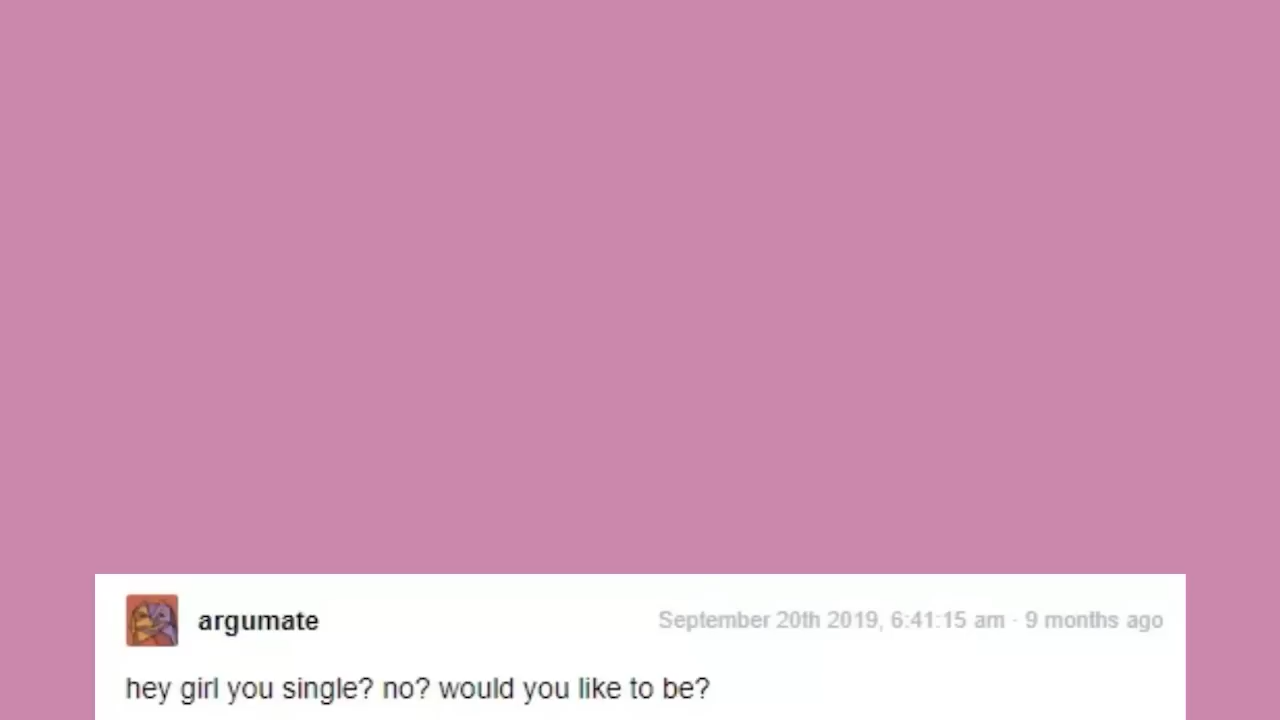 argumate September 20th 2019, 6:41:15 am · 9 months ago
hey girl you single? no? would you like to be?